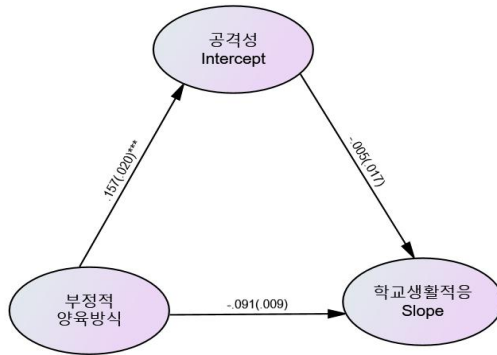 공격성
Intercept
.157(.020)***
-.005(.017)
부정적
양육방식
-.091(.009)
학교생활적응
Slope